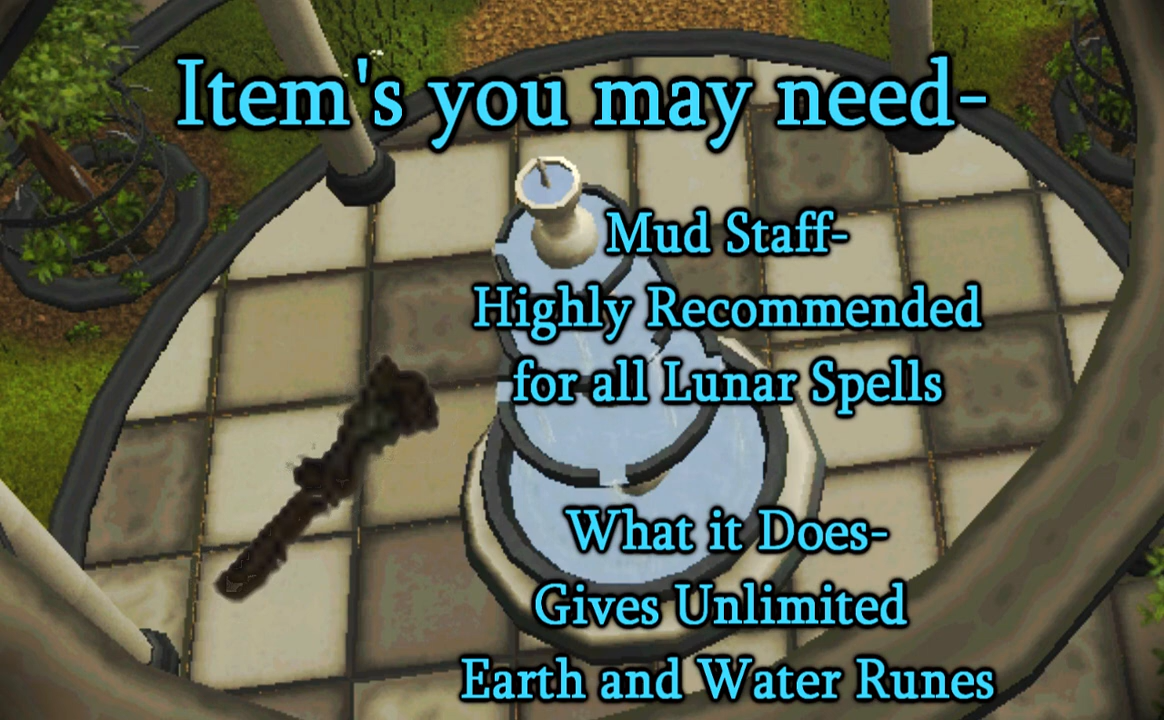 Item's you may need-
Mud Staff-
Highly Recommended
for all Lunar Spells
What it Does-
Gives Unlimited
Earth and Water Runes